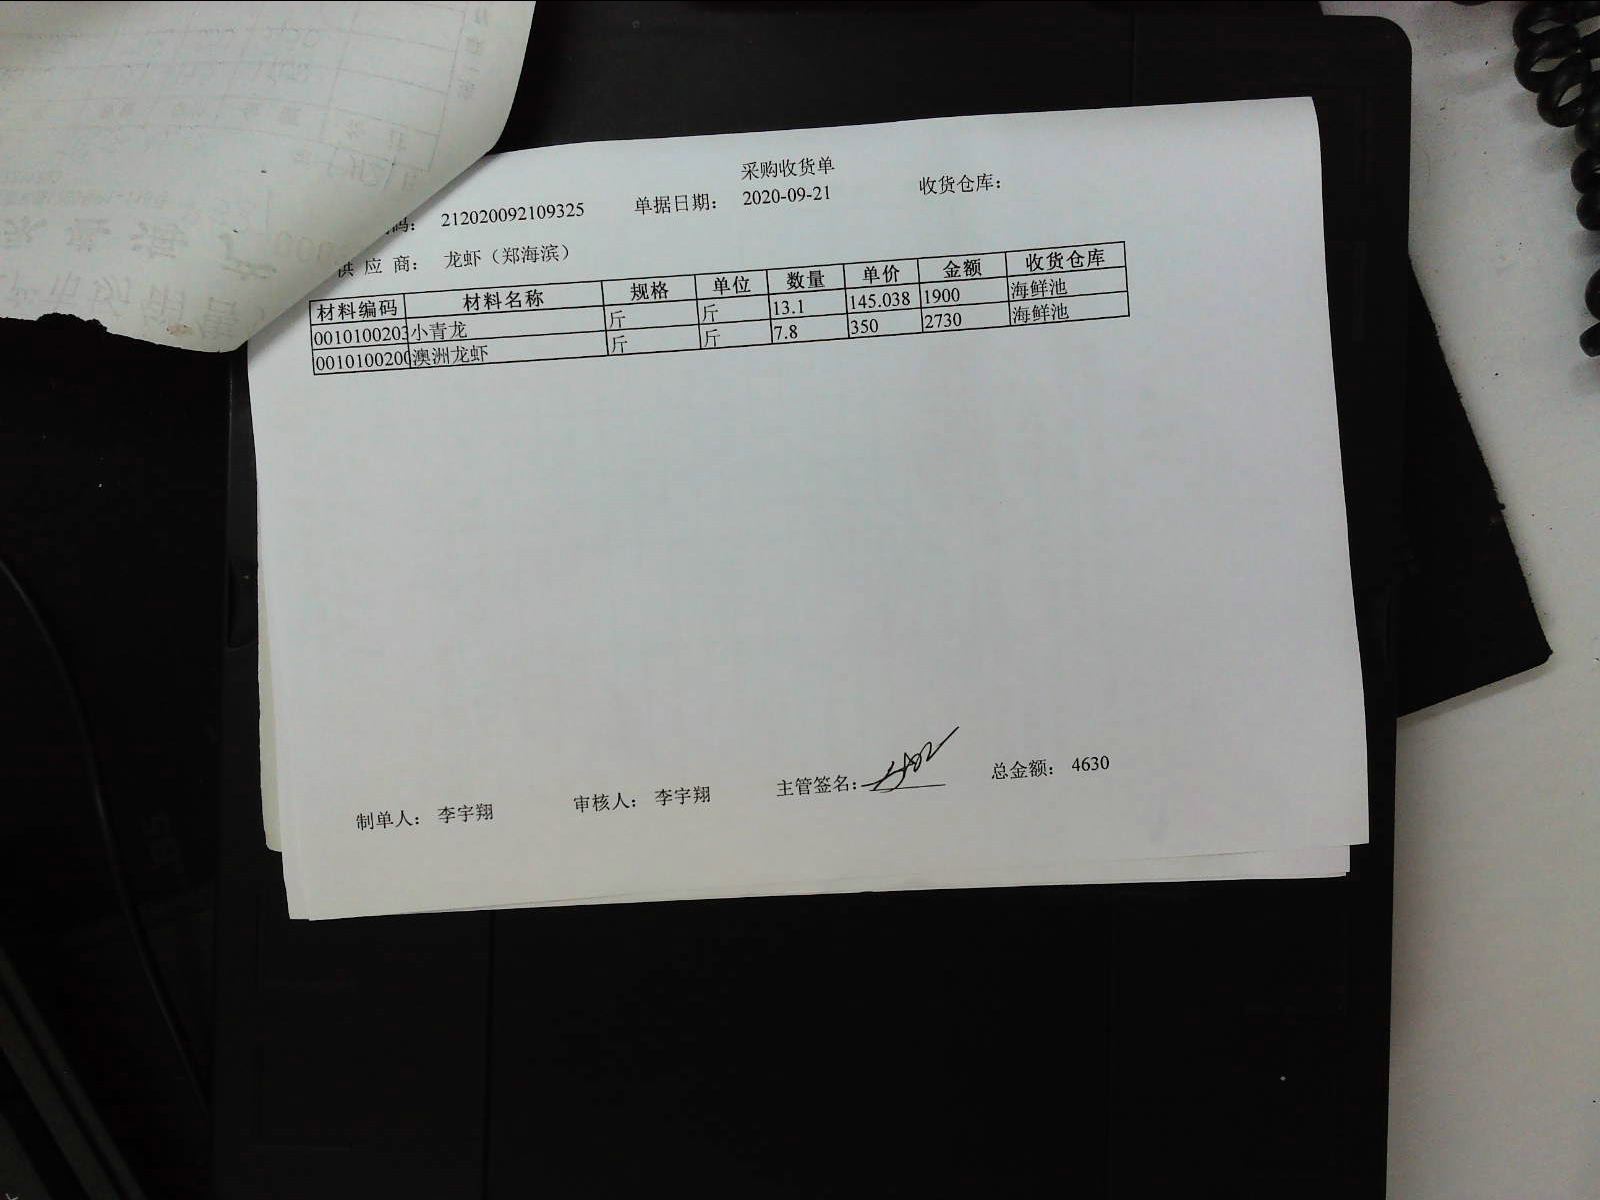 采购收货单
码： 212020092109325 单据日期： 2020-09-21 收货仓库：
供 应 商： 龙虾（郑海滨）
材料编码 材料名称 规格 单位 数量 单价 金额 收货仓库
0010100203 小青龙 斤 斤 13.1 145.038 1900 海鲜池
0010100200 澳洲龙虾 斤 斤 7.8 350 2730 海鲜池
制单人： 李宇翔 审核人： 李宇翔 主管签名： 总金额： 4630